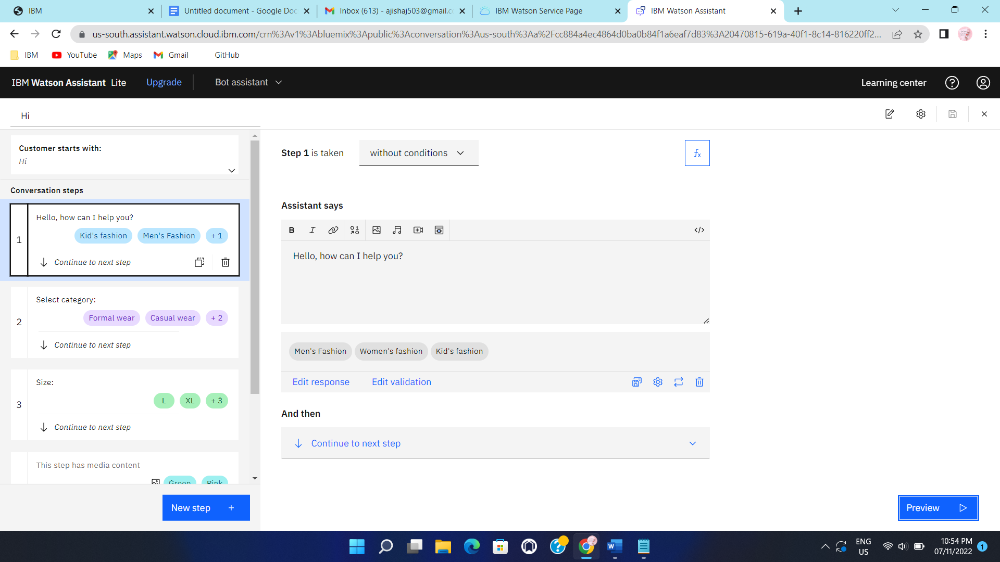 IBM
Untitled document - Google Doc
Inbox (613) - ajishaj503@gmail.c
IBM Watson Service Page
IBM Watson Assistant
us-south.assistant.watson.cloud.ibm.com/crn%3Av1%3Abluemix%3Apublic%3Aconversation%3Aus-south%3Aa%2Fcc884a4ec4864d0ba0b84f1a6eaf7d83%3A20470815-619a-40f1-8c14-816220ff2...
IBM
YouTube
Maps
Gmail
GitHub
IBM Watson Assistant Lite
Upgrade
Bot assistant
Learning center
Hi
Customer starts with:
Hi
Conversation steps
1
Hello, how can I help you?
Kid's fashion
Men's Fashion
+ 1
Continue to next step
2
Select category:
Formal wear
Casual wear
+ 2
Continue to next step
3
Size:
L
XL
+ 3
Continue to next step
This step has media content
Green
Pink
New step +
Step 1 is taken
without conditions
fx
Assistant says
B
I
</>
Hello, how can I help you?
Men's Fashion
Women's fashion
Kid's fashion
Edit response
Edit validation
And then
Continue to next step
Preview
ENG
US
10:54 PM
07/11/2022
1